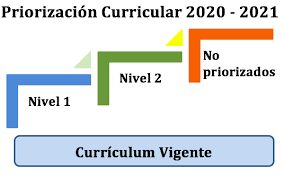 Priorización Curricular 2020 - 2021
No
priorizados
Nivel 2
Nivel 1
Currículum Vigente